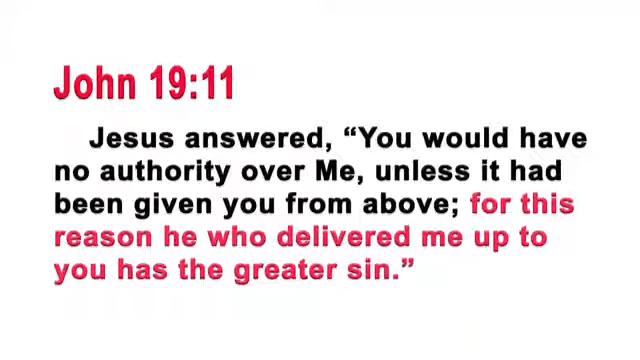 John 19:11
Jesus answered, “You would have
no authority over Me, unless it had
been given you from above; for this
reason he who delivered me up to
you has the greater sin.”